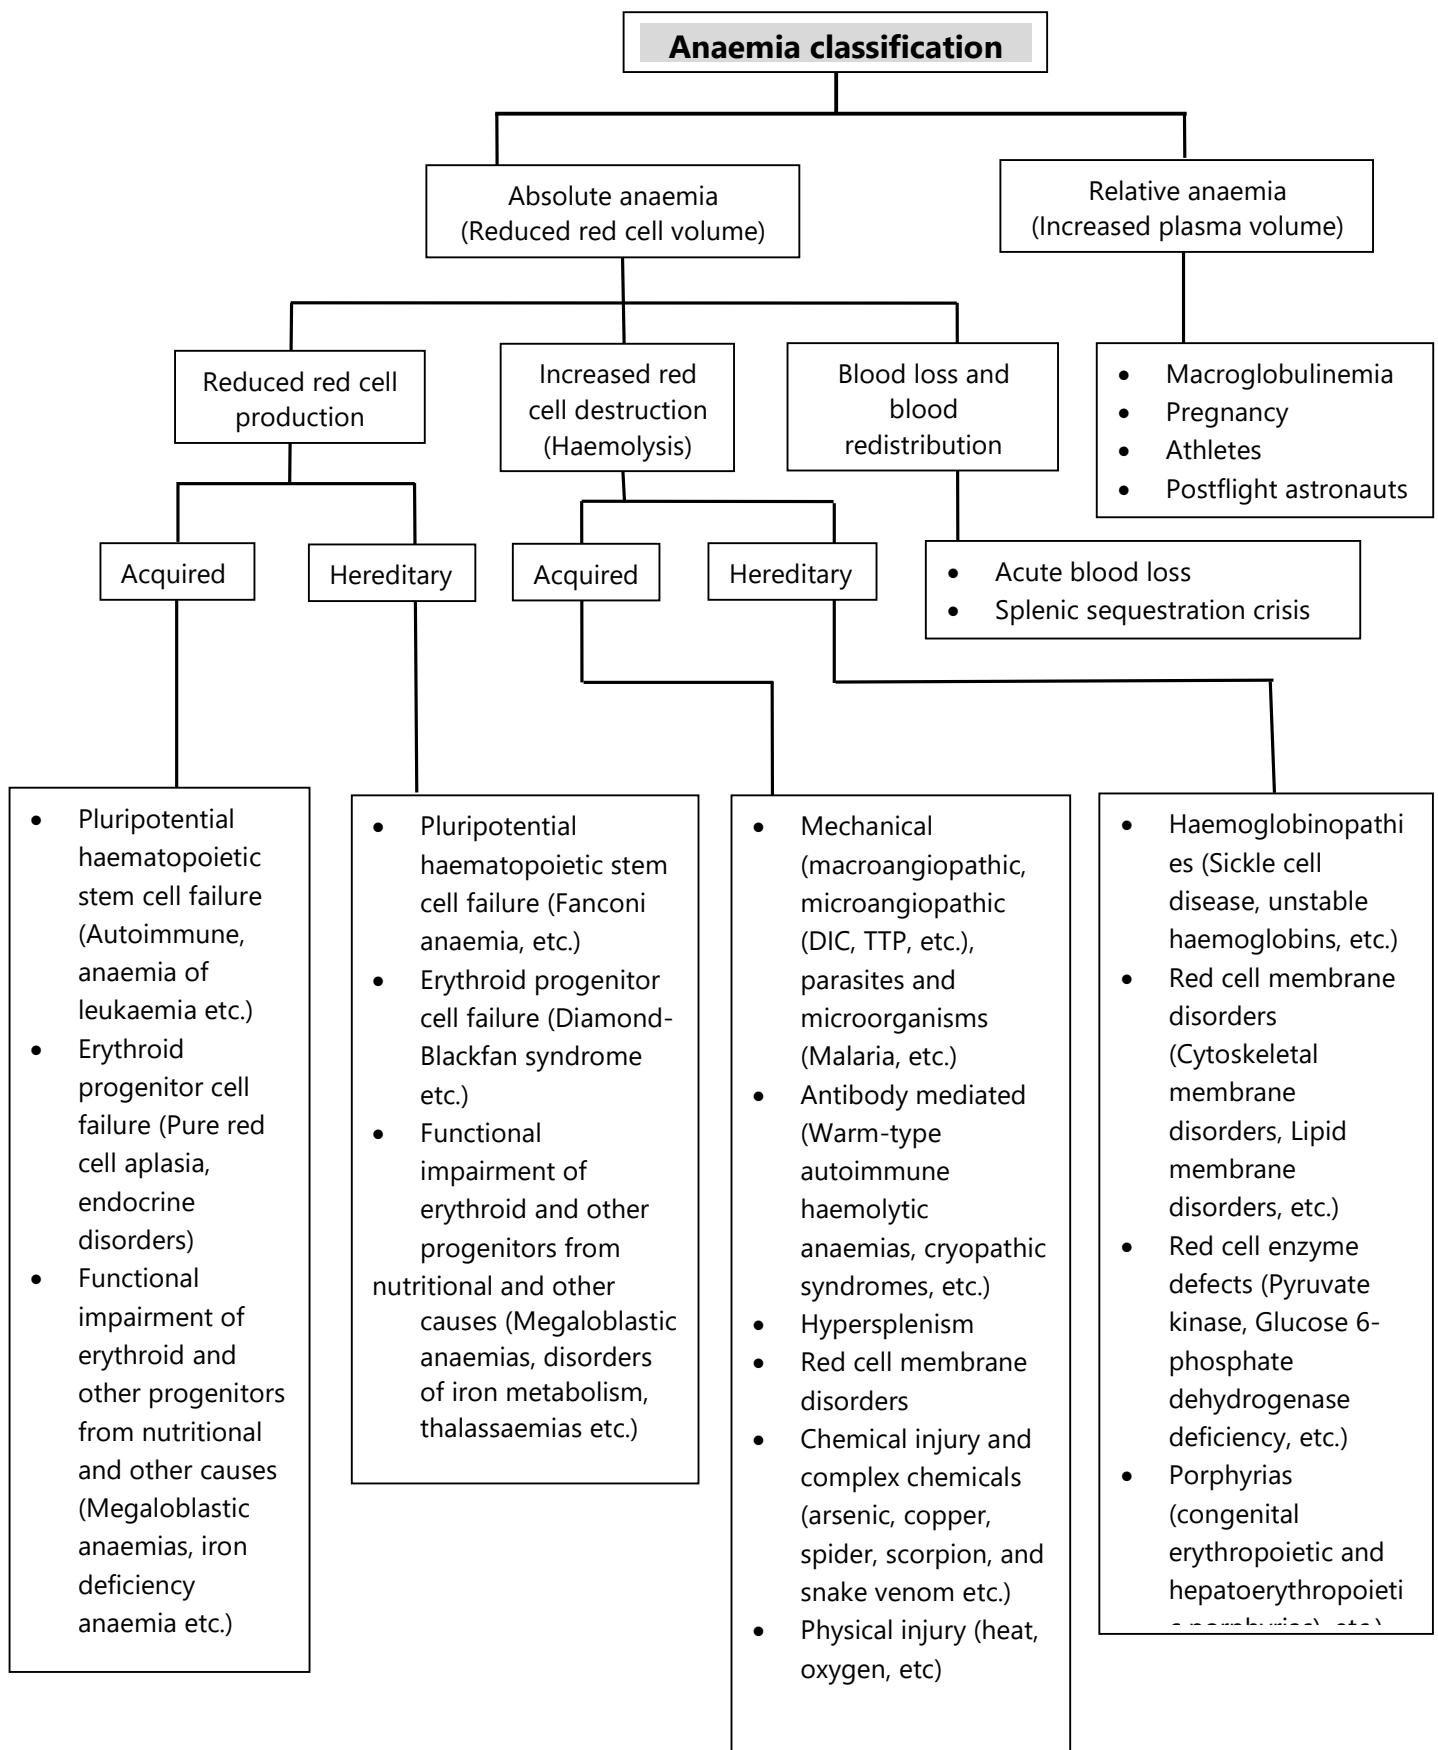 Anaemia classification
Absolute anaemia
(Reduced red cell volume)
Relative anaemia
(Increased plasma volume)
Reduced red cell
production
Increased red
cell destruction
(Haemolysis)
Blood loss and
blood
redistribution
• Macroglobulinemia
• Pregnancy
• Athletes
• Postflight astronauts
Acquired
Hereditary
Acquired
Hereditary
• Acute blood loss
• Splenic sequestration crisis
• Pluripotential
haematopoietic
stem cell failure
(Autoimmune,
anaemia of
leukaemia etc.)
• Erythroid
progenitor cell
failure (Pure red
cell aplasia,
endocrine
disorders)
• Functional
impairment of
erythroid and
other progenitors
from nutritional
and other causes
(Megaloblastic
anaemias, iron
deficiency
anaemia etc.)
• Pluripotential
haematopoietic stem
cell failure (Fanconi
anaemia, etc.)
• Erythroid progenitor
cell failure (Diamond-
Blackfan syndrome
etc.)
• Functional
impairment of
erythroid and other
progenitors from
nutritional and other
causes (Megaloblastic
anaemias, disorders
of iron metabolism,
thalassaemias etc.)
• Mechanical
(macroangiopathic,
microangiopathic
(DIC, TTP, etc.),
parasites and
microorganisms
(Malaria, etc.)
• Antibody mediated
(Warm-type
autoimmune
haemolytic
anaemias, cryopathic
syndromes, etc.)
• Hypersplenism
• Red cell membrane
disorders
• Chemical injury and
complex chemicals
(arsenic, copper,
spider, scorpion, and
snake venom etc.)
• Physical injury (heat,
oxygen, etc)
• Haemoglobinopathi
es (Sickle cell
disease, unstable
haemoglobins, etc.)
• Red cell membrane
disorders
(Cytoskeletal
membrane
disorders, Lipid
membrane
disorders, etc.)
• Red cell enzyme
defects (Pyruvate
kinase, Glucose 6-
phosphate
dehydrogenase
deficiency, etc.)
• Porphyrias
(congenital
erythropoietic and
hepatoerythropoieti
c porphyrias), etc.)